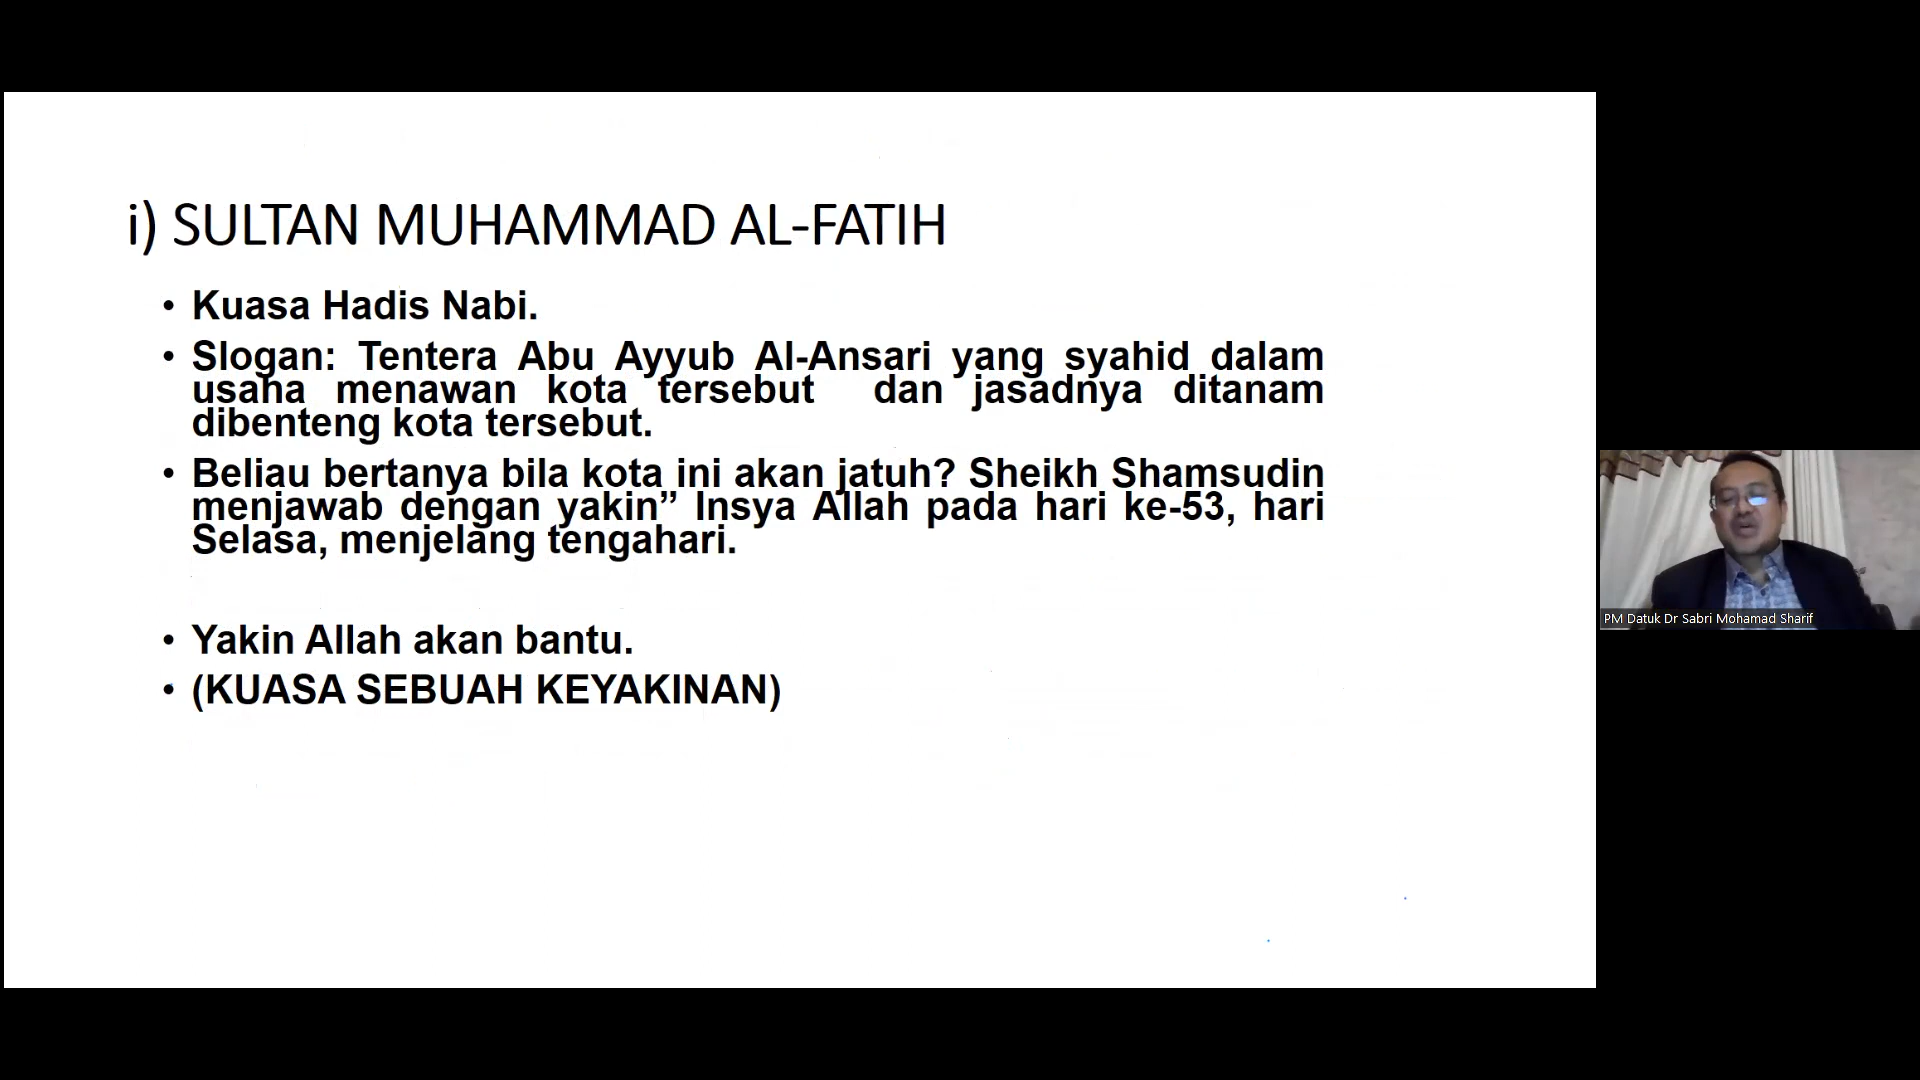 i) SULTAN MUHAMMAD AL-FATIH
• Kuasa Hadis Nabi.
• Slogan: Tentera Abu Ayyub Al-Ansari yang syahid dalam
usaha menawan kota tersebut dan jasadnya ditanam
dibenteng kota tersebut.
• Beliau bertanya bila kota ini akan jatuh? Sheikh Shamsudin
menjawab dengan yakin” Insya Allah pada hari ke-53, hari
Selasa, menjelang tengahari.
• Yakin Allah akan bantu.
• (KUASA SEBUAH KEYAKINAN)
PM Datuk Dr Sabri Mohamad Sharif